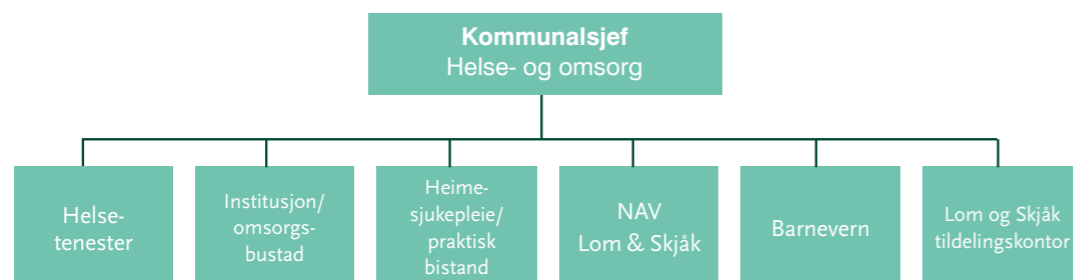 Kommunalsjef
Helse- og omsorg
Helse-
tenester
Institusjon/
omsorgs-
bustad
Heime-
sjukepleie/
praktisk
bistand
NAV
Lom & Skjåk
Barnevern
Lom og Skjåk
tildelingskontor